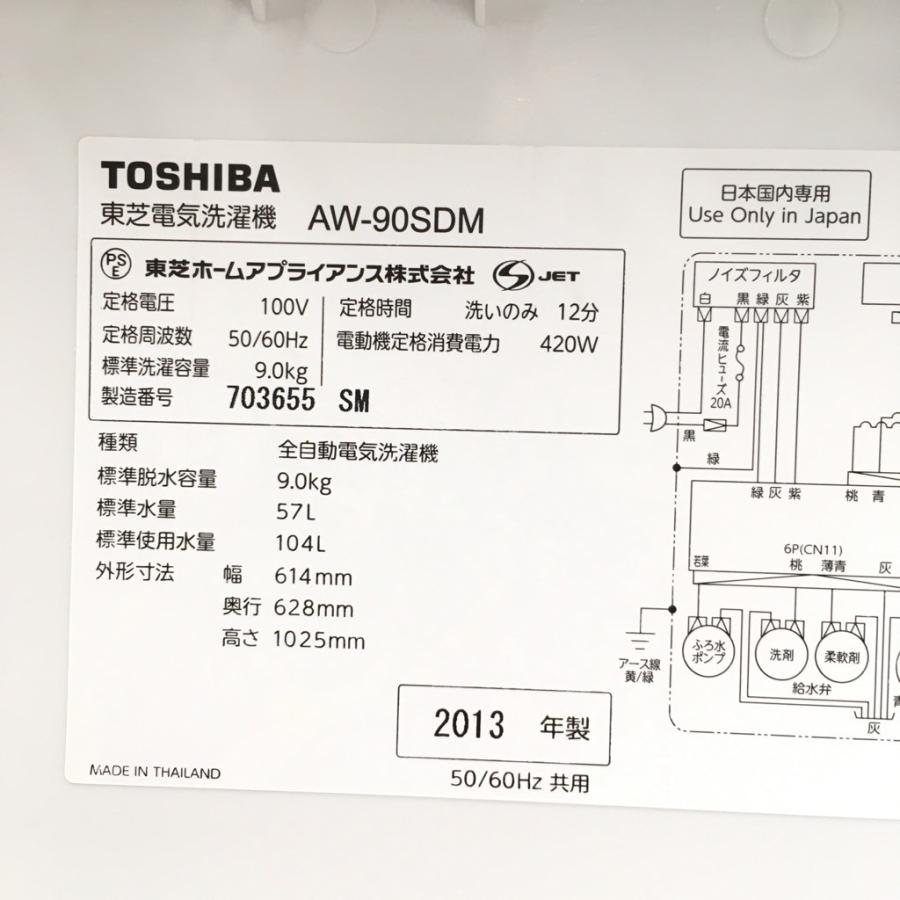 TOSHIBA
東芝電気洗濯機 AW-90SDM
日本国内専用
Use Only in Japan
PS
E
東芝ホームアプライアンス株式会社 S JET
定格電圧 100V
定格周波数 50/60Hz
標準洗濯容量 9.0kg
定格時間 洗いのみ 12分
電動機定格消費電力 420W
製造番号 703655 SM
種類 全自動電気洗濯機
標準脱水容量 9.0kg
標準水量 57L
標準使用水量 104L
外形寸法 幅 614mm
奥行 628mm
高さ 1025mm
2013 年製
50/60Hz 共用
MADE IN THAILAND
ノイズフィルタ
白 黒 緑 灰 紫
電流ヒューズ
20A
黒
緑
緑 灰 紫 桃 青
6P(CN11)
若葉 桃 薄青 灰
ふろ水
ポンプ
洗剤
柔軟剤
給水弁
アース線
黄/緑
青
灰